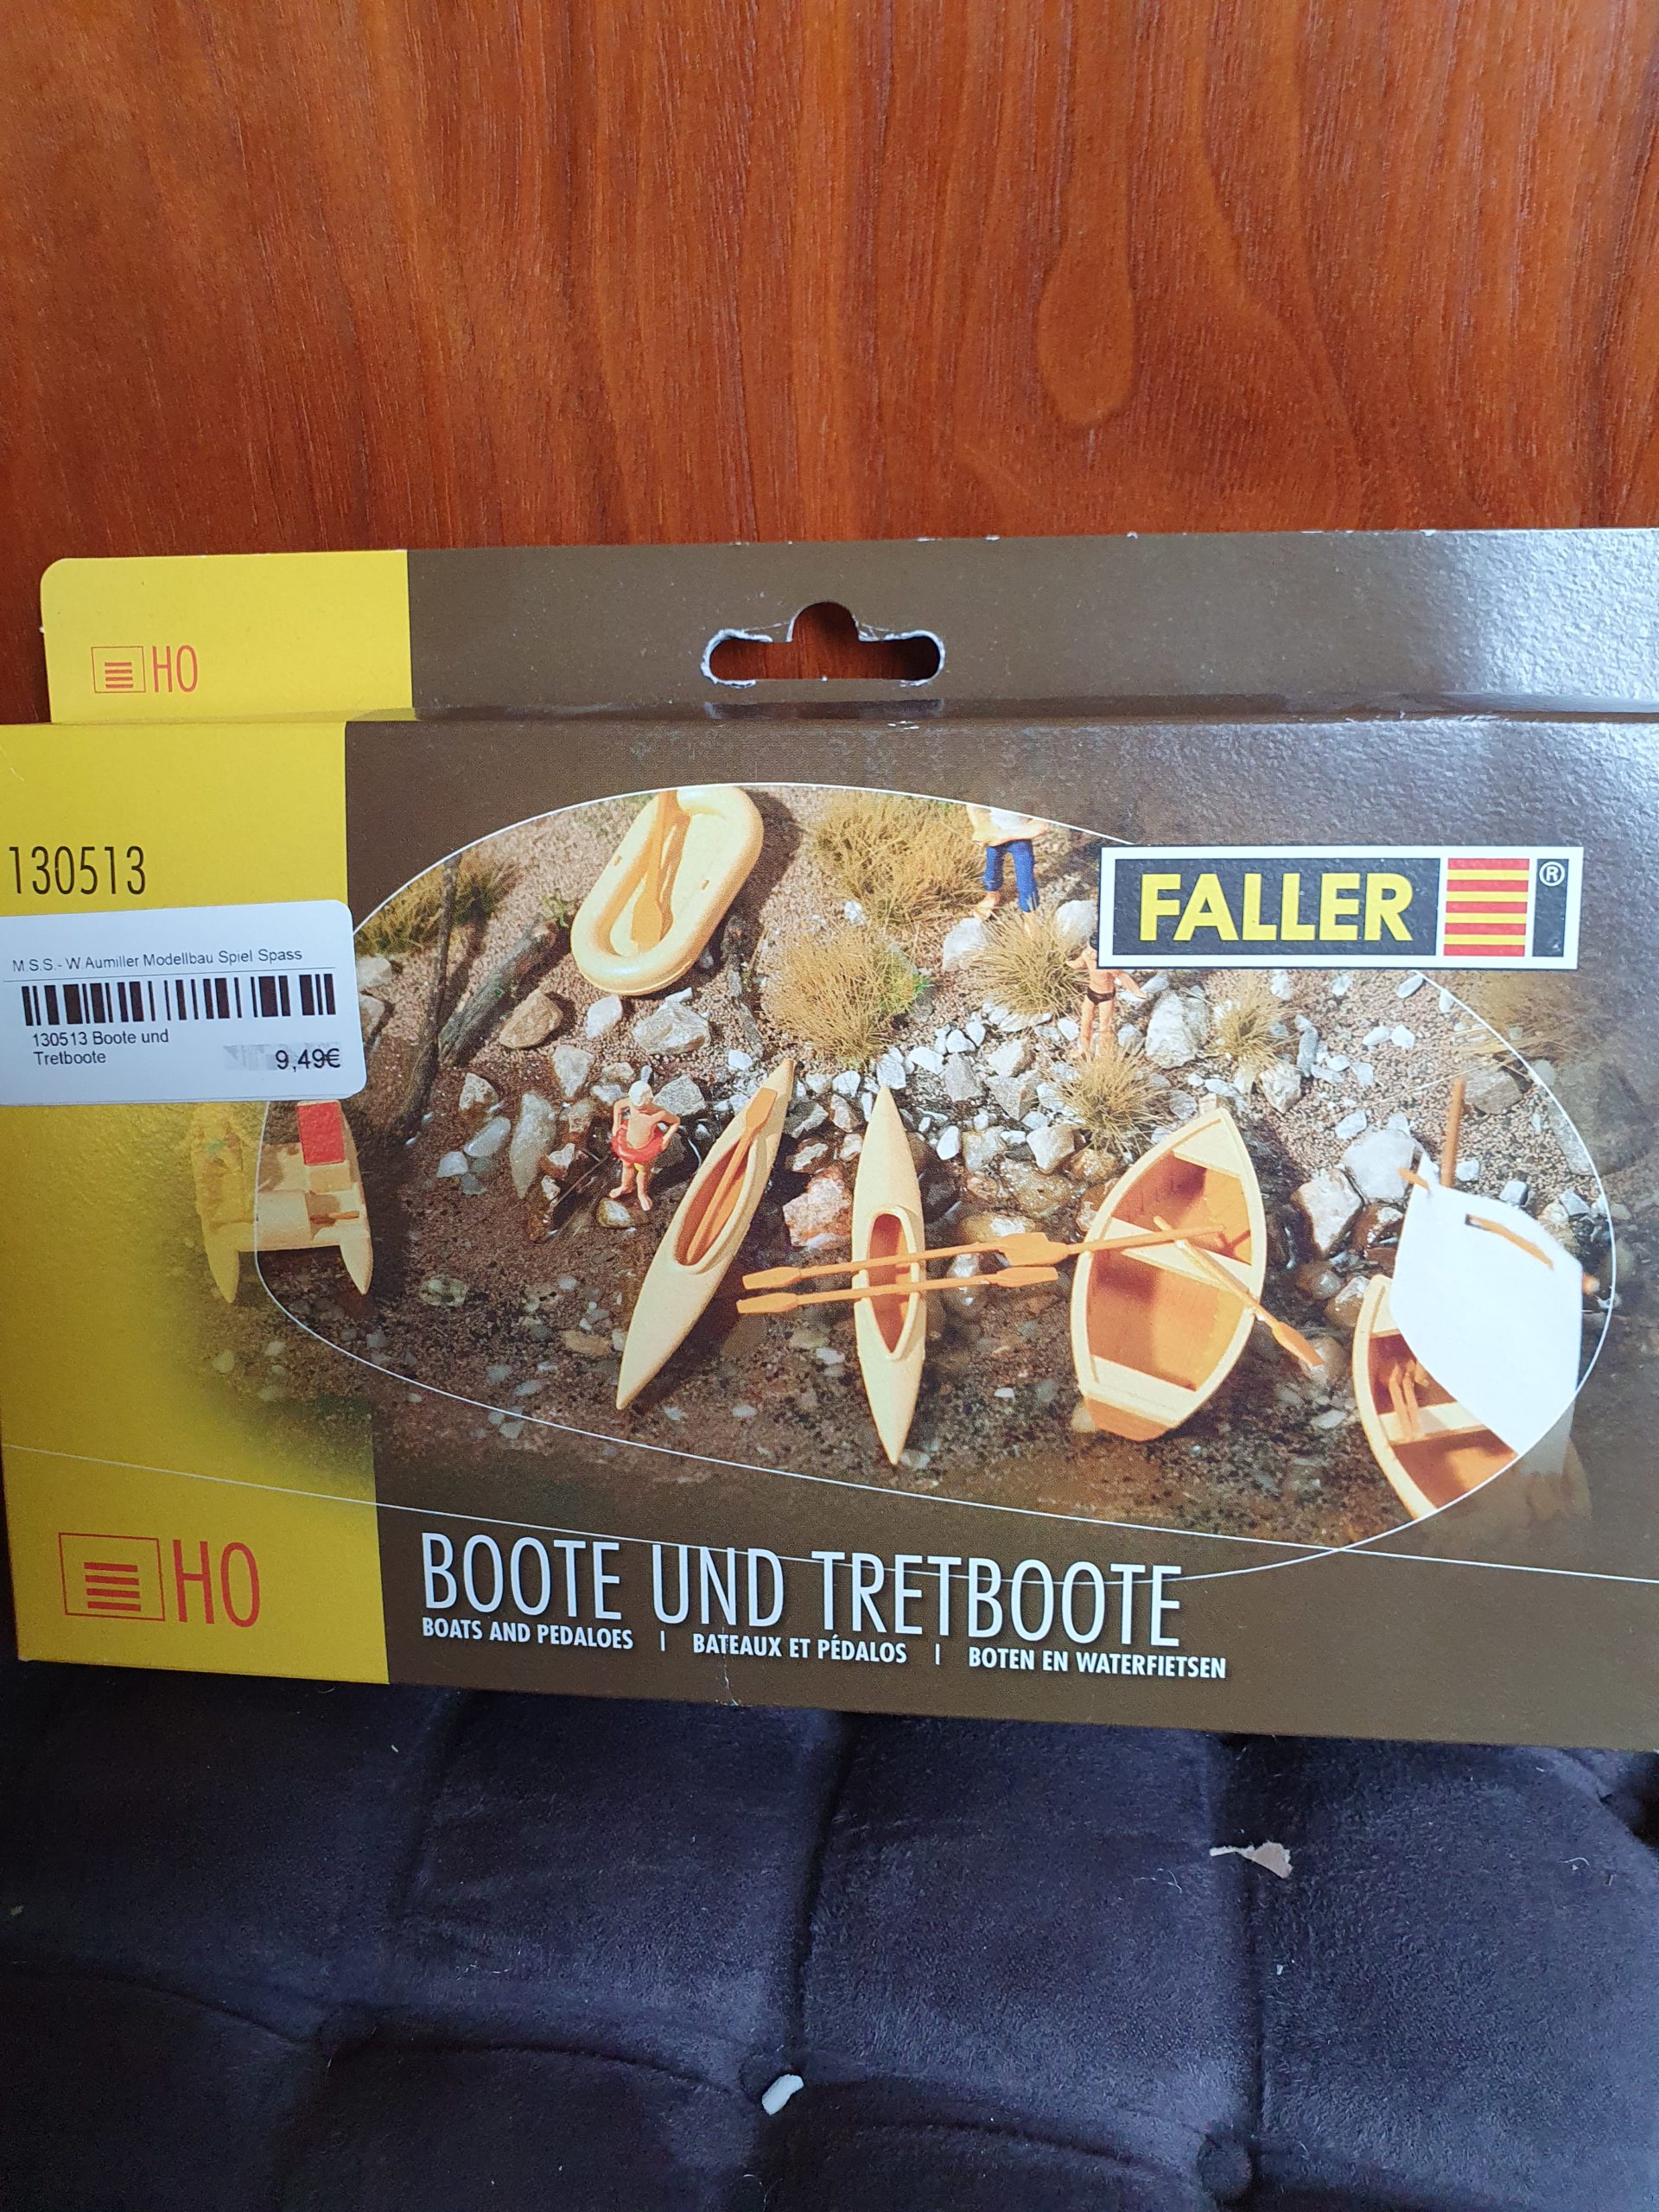 HO
130513
FALLER ®
M.S.S.- W.Aumiller Modellbau Spiel Spass
130513 Boote und
Tretboote
9,49€
HO
BOOTE UND TRETBOOTE
BOATS AND PEDALOES | BATEAUX ET PÉDALOS | BOTEN EN WATERFIETSEN